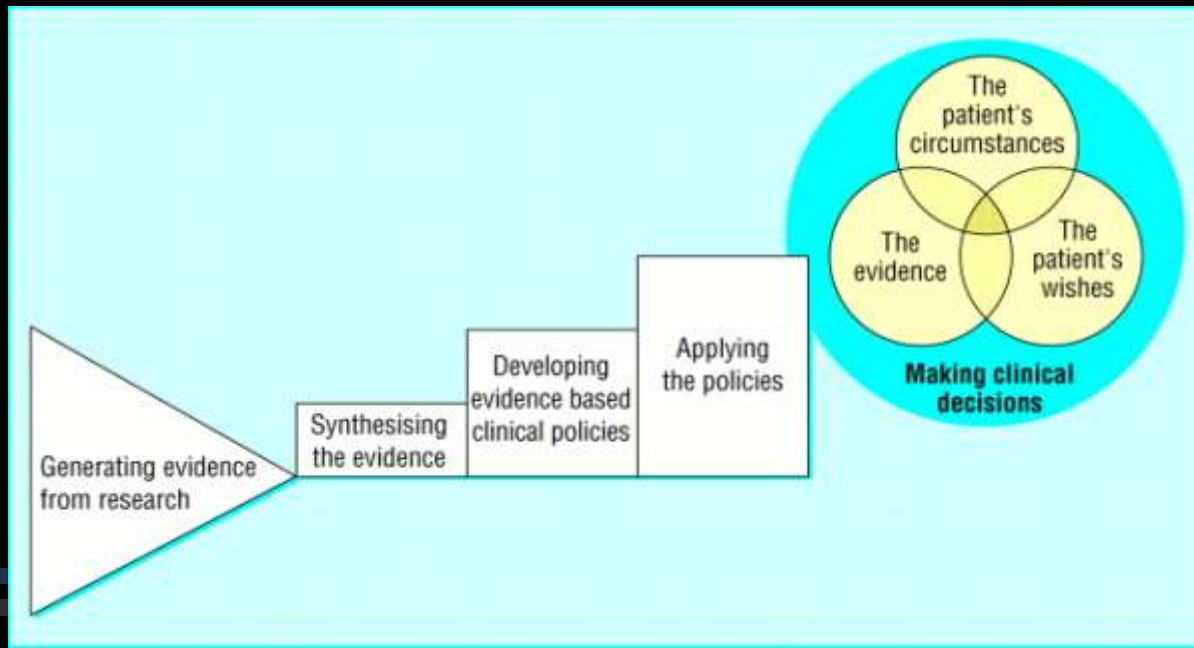 Generating evidence
from research
Synthesising
the evidence
Developing
evidence based
clinical policies
Applying
the policies
The
patient's
circumstances
The
evidence
The
patient's
wishes
Making clinical
decisions